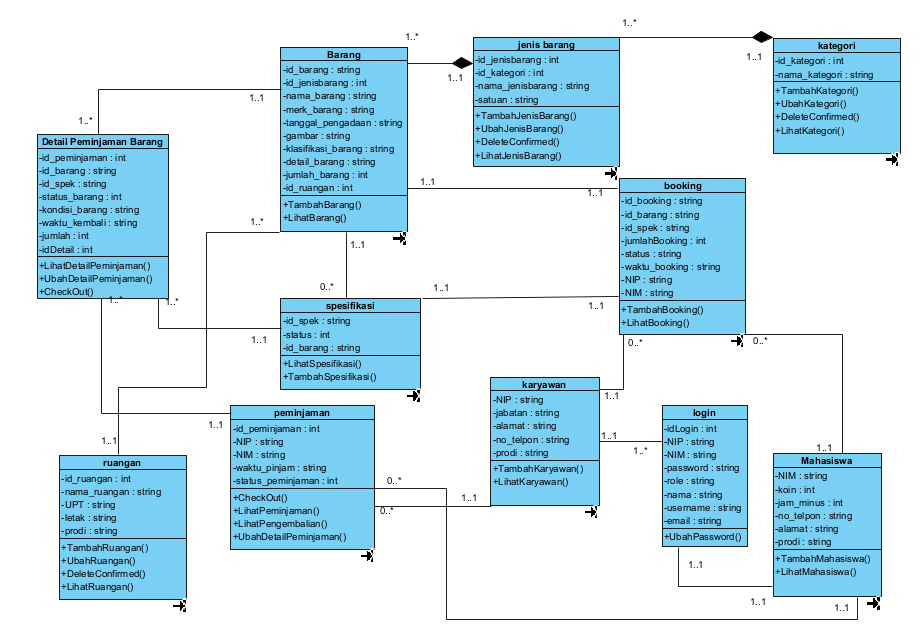 Barang
-id_barang : string
-id_jenisbarang : int
-nama_barang : string
-merk_barang : string
-tanggal_pengadaan : string
-gambar : string
-klasifikasi_barang : string
-detail_barang : string
-jumlah_barang : int
-id_ruangan : int
+TambahBarang()
+LihatBarang()
1..*
1..1
jenis barang
-id_jenisbarang : int
-id_kategori : int
-nama_jenisbarang : string
-satuan : string
+TambahJenisBarang()
+UbahJenisBarang()
+DeleteConfirmed()
+LihatJenisBarang()
1..*
1..1
kategori
-id_kategori : int
-nama_kategori : string
+TambahKategori()
+UbahKategori()
+DeleteConfirmed()
+LihatKategori()
1..1
1..*
Detail Peminjaman Barang
-id_peminjaman : int
-id_barang : string
-id_spek : string
-status_barang : int
-kondisi_barang : string
-waktu_kembali : string
-jumlah : int
-idDetail : int
+LihatDetailPeminjaman()
+UbahDetailPeminjaman()
+CheckOut()
1..*
1..*
1..1
1..1
booking
-id_booking : string
-id_barang : string
-id_spek : string
-jumlahBooking : int
-status : string
-waktu_booking : string
-NIP : string
-NIM : string
+TambahBooking()
+LihatBooking()
1..*
1..1
0..*
1..1
1..1
1..1
spesifikasi
-id_spek : string
-status : int
-id_barang : string
+LihatSpesifikasi()
+TambahSpesifikasi()
0..*
0..*
karyawan
-NIP : string
-jabatan : string
-alamat : string
-no_telpon : string
-prodi : string
+TambahKaryawan()
+LihatKaryawan()
1..1
1..1
1..*
login
-idLogin : int
-NIP : string
-NIM : string
-password : string
-role : string
-nama : string
-username : string
-email : string
+UbahPassword()
1..1
peminjaman
-id_peminjaman : int
-NIP : string
-NIM : string
-waktu_pinjam : string
-status_peminjaman : int
+CheckOut()
+LihatPeminjaman()
+LihatPengembalian()
+UbahDetailPeminjaman()
1..1
0..*
0..*
1..1
1..1
ruangan
-id_ruangan : int
-nama_ruangan : string
-UPT : string
-letak : string
-prodi : string
+TambahRuangan()
+UbahRuangan()
+DeleteConfirmed()
+LihatRuangan()
1..1
Mahasiswa
-NIM : string
-koin : int
-jam_minus : int
-no_telpon : string
-alamat : string
-prodi : string
+TambahMahasiswa()
+LihatMahasiswa()
1..1
1..1
1..1